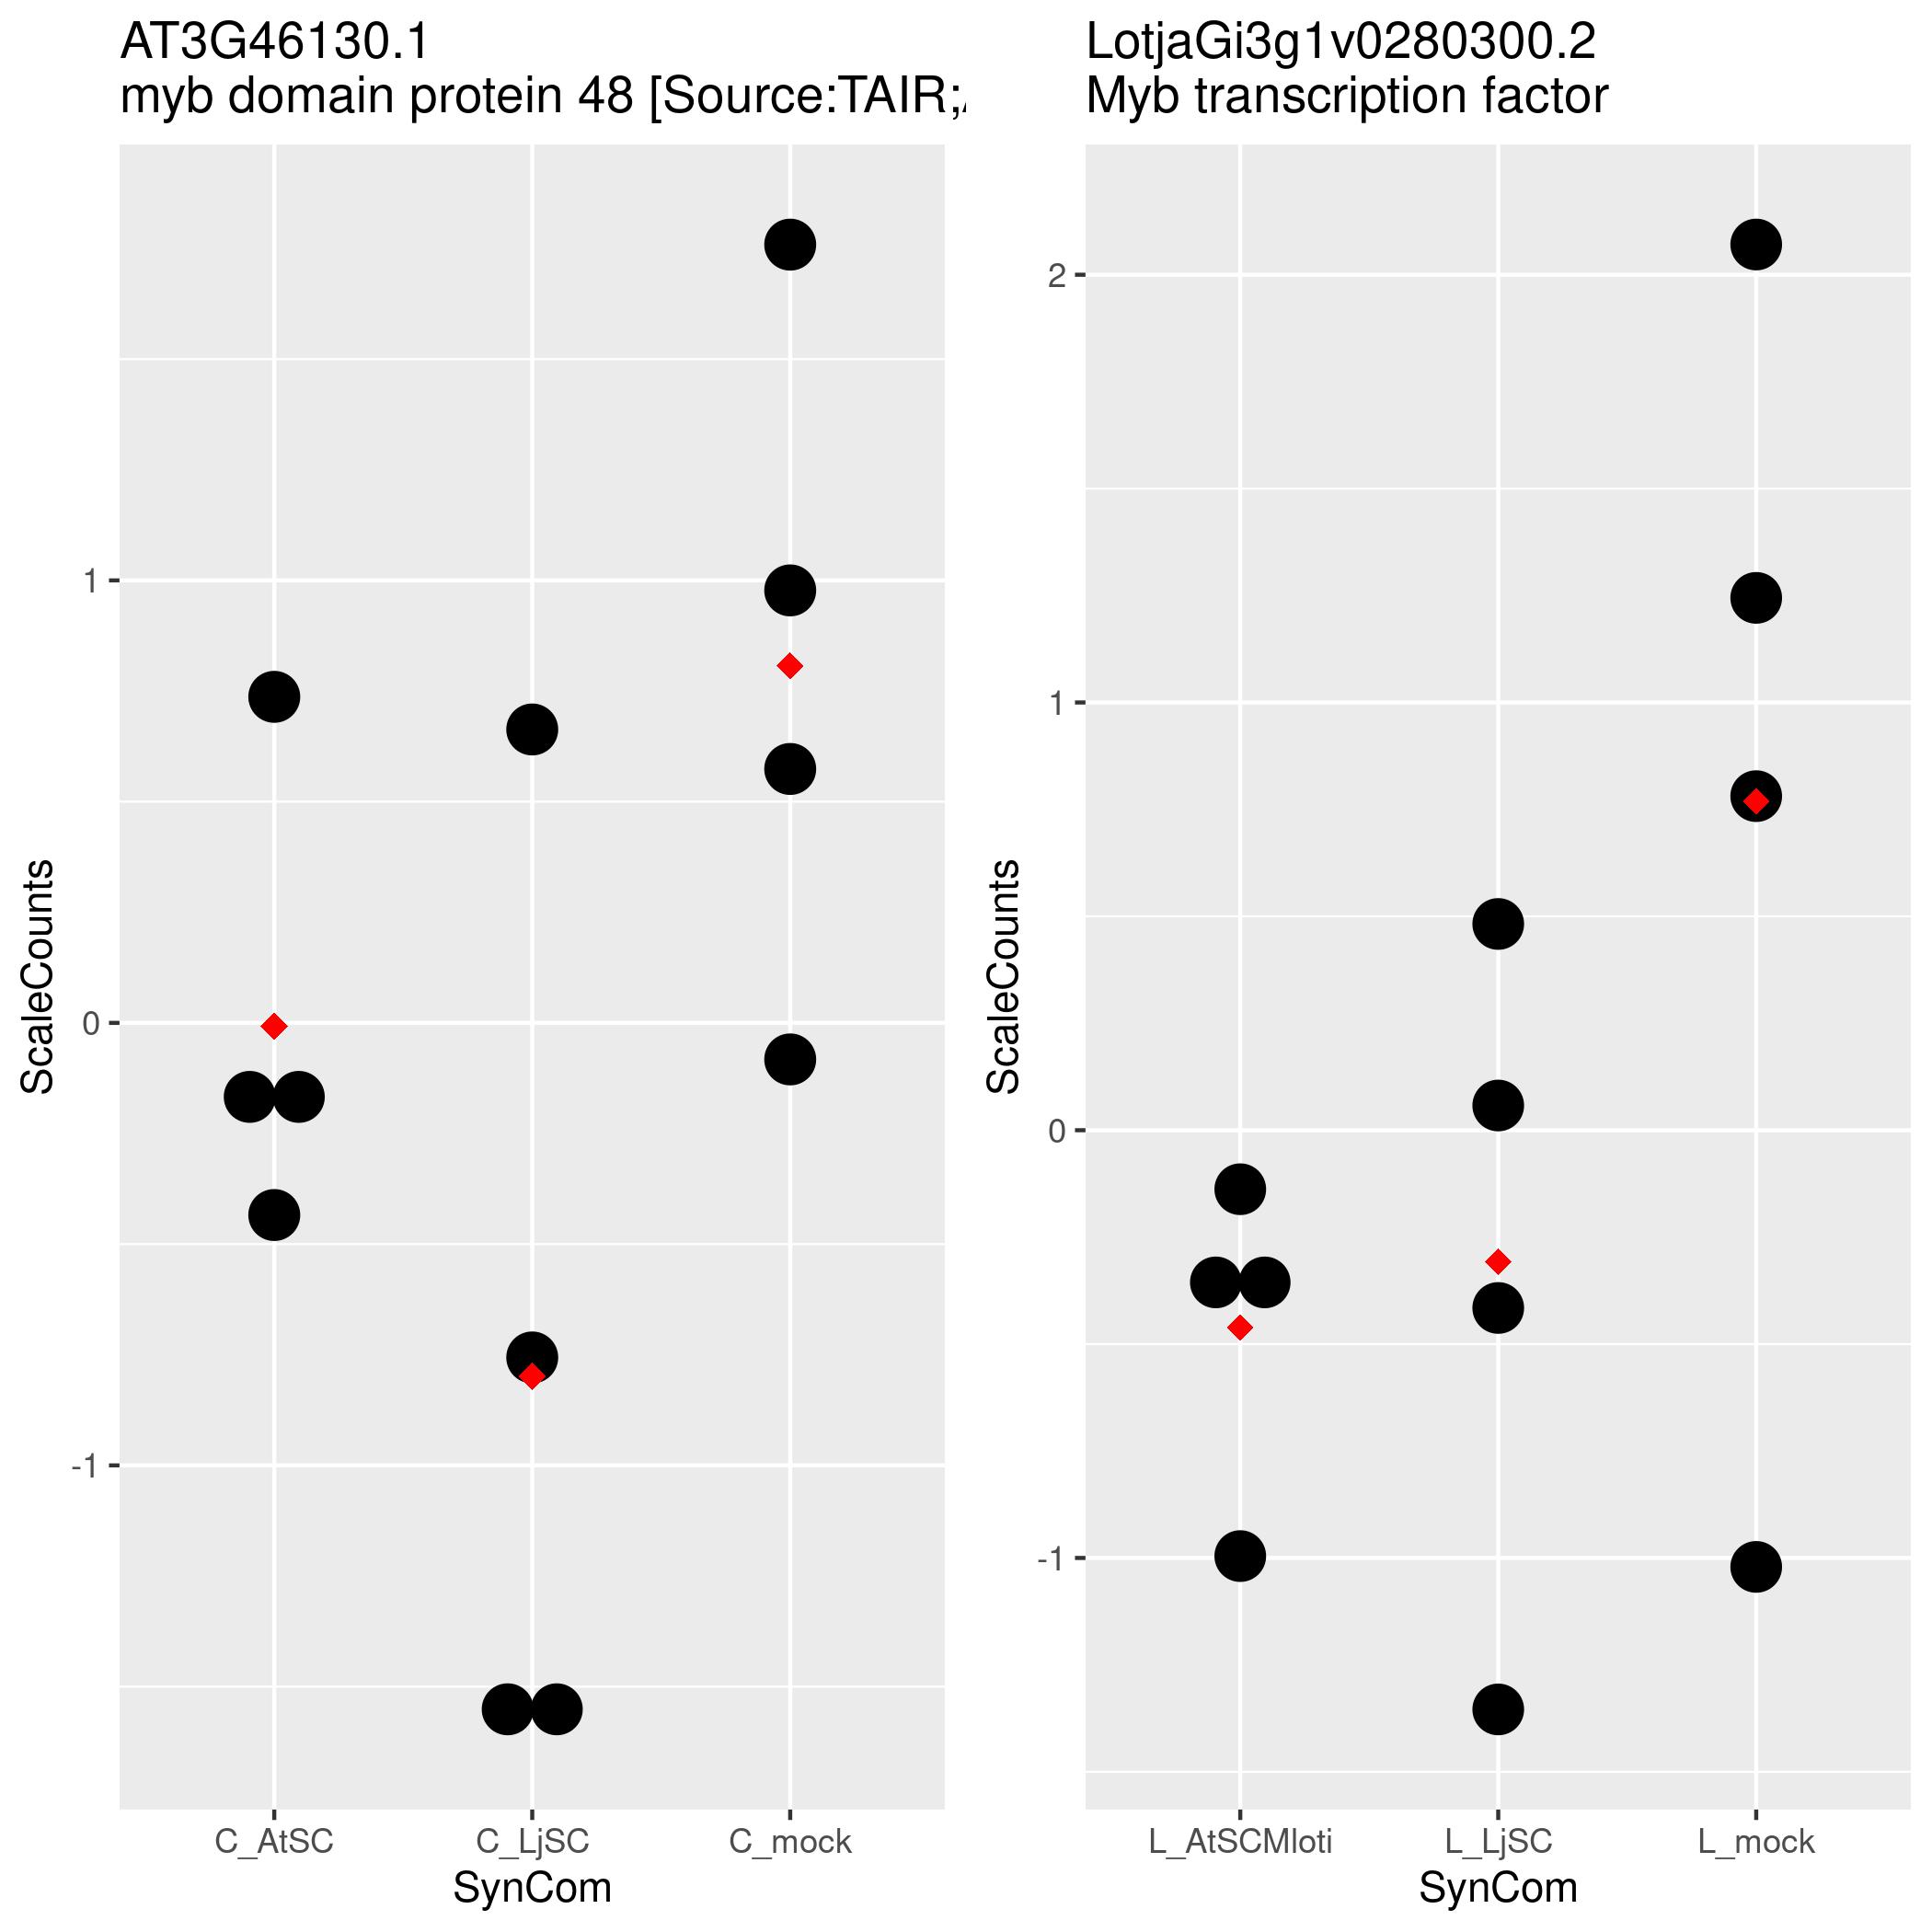 AT3G46130.1
myb domain protein 48 [Source:TAIR;
ScaleCounts
1
0
-1
C_AtSC
C_LjSC
C_mock
SynCom
LotjaGi3g1v0280300.2
Myb transcription factor
ScaleCounts
2
1
0
-1
L_AtSCMloti
L_LjSC
L_mock
SynCom